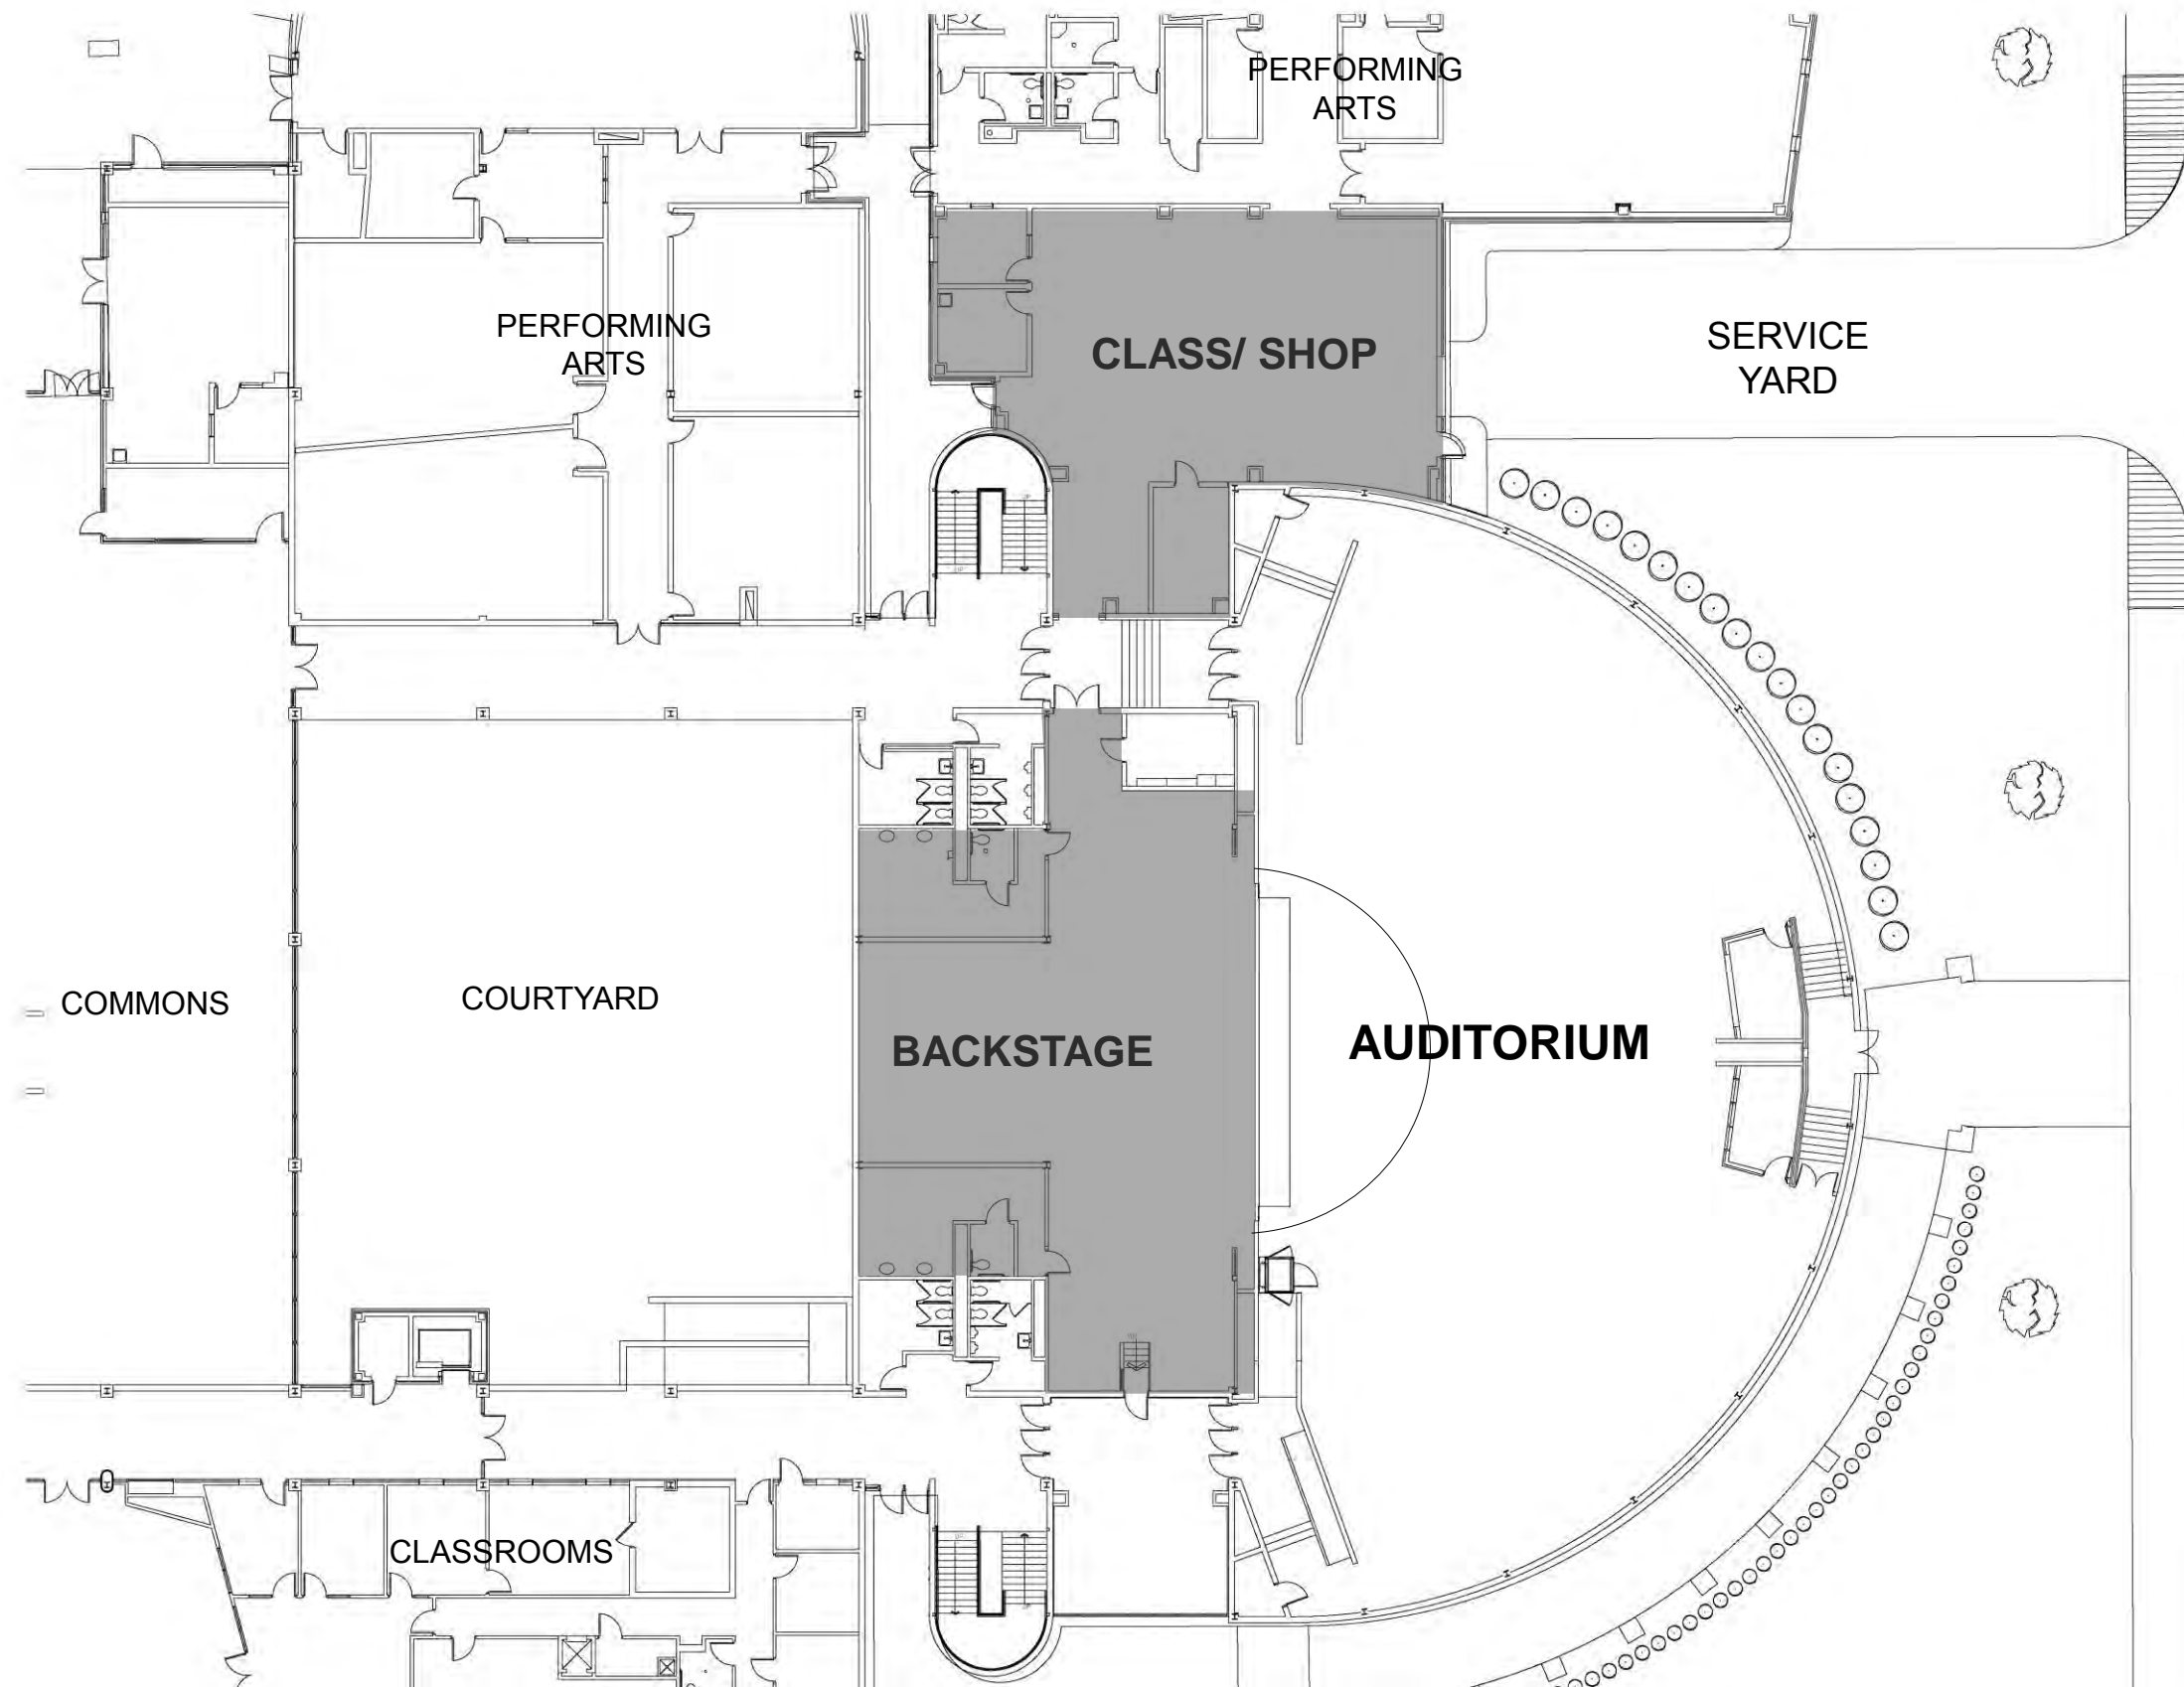 PERFORMING
ARTS
PERFORMING
ARTS
CLASS/ SHOP
SERVICE
YARD
COMMONS
COURTYARD
BACKSTAGE
AUDITORIUM
CLASSROOMS